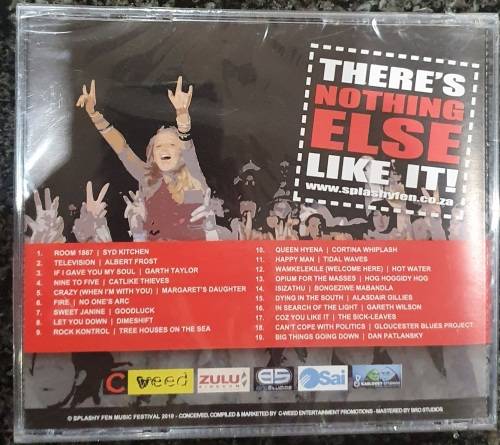 THERE'S
NOTHING
ELSE
LIKE IT!
www.splashyfen.co.za
1. ROOM 1867 | SYD KITCHEN
2. TELEVISION | ALBERT FROST
3. IF I GAVE YOU MY SOUL | GARTH TAYLOR
4. NINE TO FIVE | CATLIKE THIEVES
5. CRAZY (WHEN I'M WITH YOU) | MARGARET'S DAUGHTER
6. FIRE | NO ONE'S ARC
7. SWEET JANINE | GOODLUCK
8. LET YOU DOWN | DIMESHIFT
9. ROCK KONTROL | TREE HOUSES ON THE SEA
10. QUEEN HYENA | CORTINA WHIPLASH
11. HAPPY MAN | TIDAL WAVES
12. WAMKELEKILE (WELCOME HERE) | HOT WATER
13. OPIUM FOR THE MASSES | HOG HOGGIDY HOG
14. ISIZATHU | BONGEZIWE MABANDLA
15. DYING IN THE SOUTH | ALASDAIR GILLIES
16. IN SEARCH OF THE LIGHT | GARETH WILSON
17. COZ YOU LIKE IT | THE SICK-LEAVES
18. CAN'T COPE WITH POLITICS | GLOUCESTER BLUES PROJECT
19. BIG THINGS GOING DOWN | DAN PATLANSKY
C weed ZULU Sai
© SPLASHY FEN MUSIC FESTIVAL 2010 - CONCEIVED, COMPILED & MARKETED BY C-WEED ENTERTAINMENT PROMOTIONS - MASTERED BY BRC STUDIOS